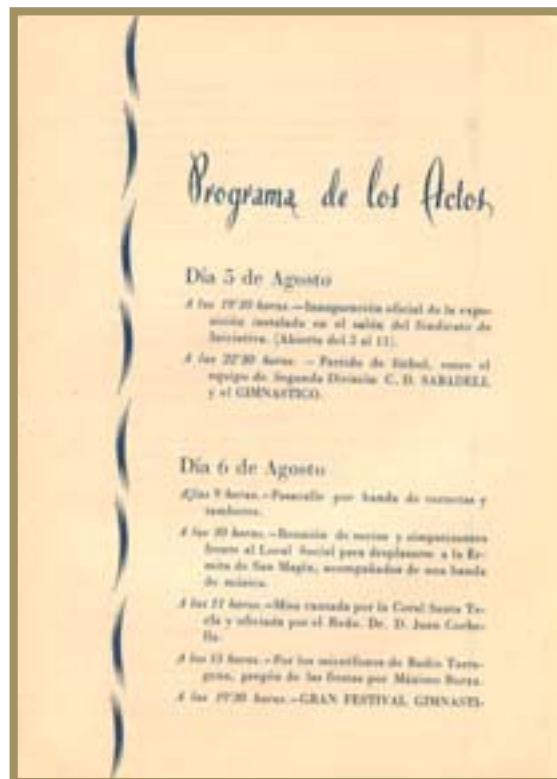 Programa de los Actos
Día 5 de Agosto
A las 19'30 horas.—Inauguración oficial de la expo-
sición instalada en el salón del Sindicato de
Iniciativa. (Abierta del 5 al 15).
A las 22'30 horas. — Partido de fútbol, entre el
equipo de Segunda División C. D. SABADELL
y el GIMNASTICO.
Día 6 de Agosto
A las 9 horas.—Pasacalle por banda de cornetas y
tambores.
A las 10 horas.—Reunión de socios y simpatizantes
frente al Local Social para desplazarse a la Er-
mita de San Magín, acompañados de una banda
de música.
A las 11 horas.—Misa cantada por la Coral Santa Te-
cla y oficiada por el Rvdo. Dr. D. Juan
A las 15 horas.—Por los micrófonos de Radio Tarra-
gona, pregón de las fiestas por Máximo
A las 19'30 horas.—GRAN FESTIVAL GIMNASTI-